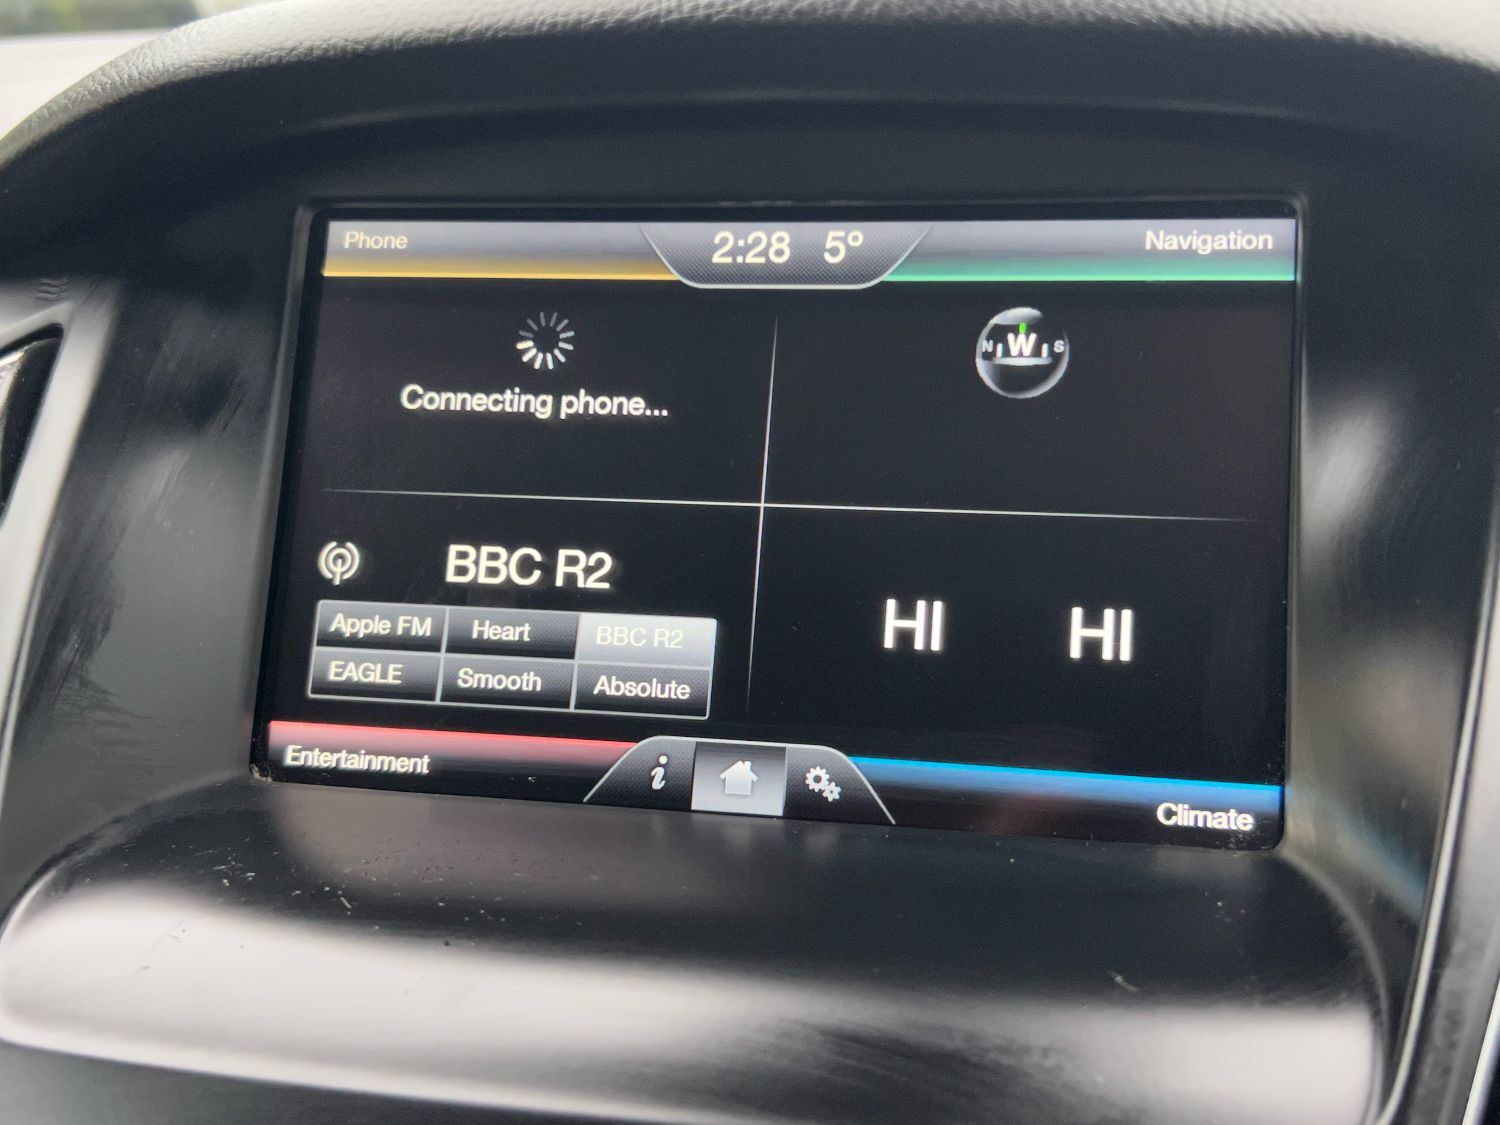 Phone
2:28 5°
Navigation
Connecting phone...
N W S
BBC R2
Apple FM Heart BBC R2
EAGLE Smooth Absolute
HI HI
Entertainment
i
Climate